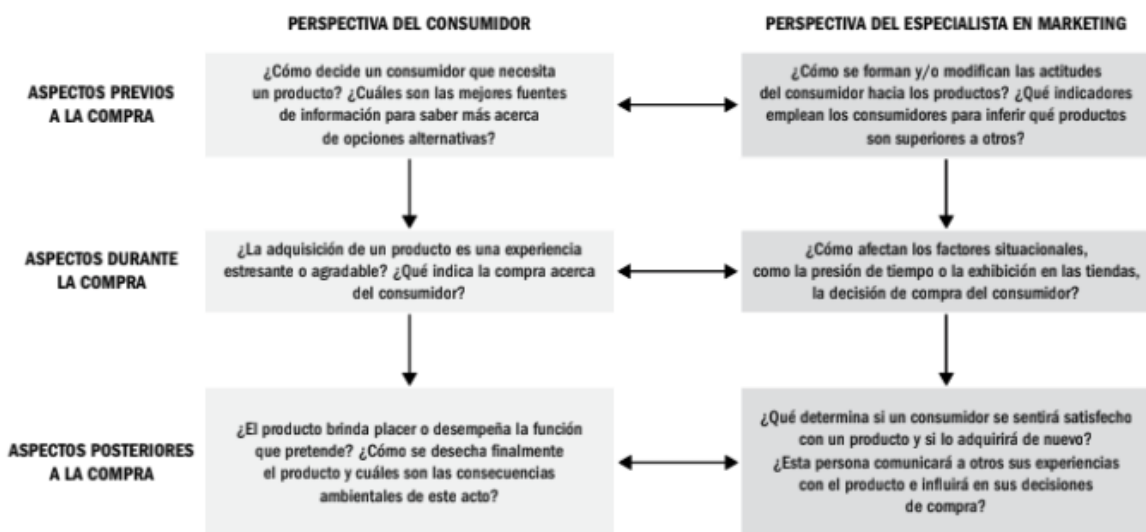 PERSPECTIVA DEL CONSUMIDOR
PERSPECTIVA DEL ESPECIALISTA EN MARKETING
ASPECTOS PREVIOS
A LA COMPRA
¿Cómo decide un consumidor que necesita
un producto? ¿Cuáles son las mejores fuentes
de información para saber más acerca
de opciones alternativas?
¿Cómo se forman y/o modifican las actitudes
del consumidor hacia los productos? ¿Qué indicadores
emplean los consumidores para inferir qué productos
son superiores a otros?
ASPECTOS DURANTE
LA COMPRA
¿La adquisición de un producto es una experiencia
estresante o agradable? ¿Qué indica la compra acerca
del consumidor?
¿Cómo afectan los factores situacionales,
como la presión de tiempo o la exhibición en las tiendas,
la decisión de compra del consumidor?
ASPECTOS POSTERIORES
A LA COMPRA
¿El producto brinda placer o desempeña la función
que pretende? ¿Cómo se desecha finalmente
el producto y cuáles son las consecuencias
ambientales de este acto?
¿Qué determina si un consumidor se sentirá satisfecho
con un producto y si lo adquirirá de nuevo?
¿Esta persona comunicará a otros sus experiencias
con el producto e influirá en sus decisiones
de compra?